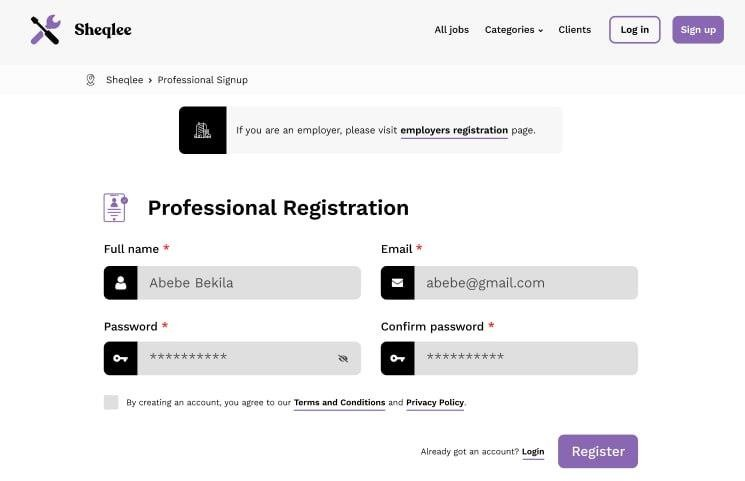 Sheqlee
All jobs Categories Clients Log in Sign up
Sheqlee › Professional Signup
If you are an employer, please visit employers registration page.
Professional Registration
Full name * Email *
Abebe Bekila abebe@gmail.com
Password * Confirm password *
********** **********
By creating an account, you agree to our Terms and Conditions and Privacy Policy.
Already got an account? Login Register